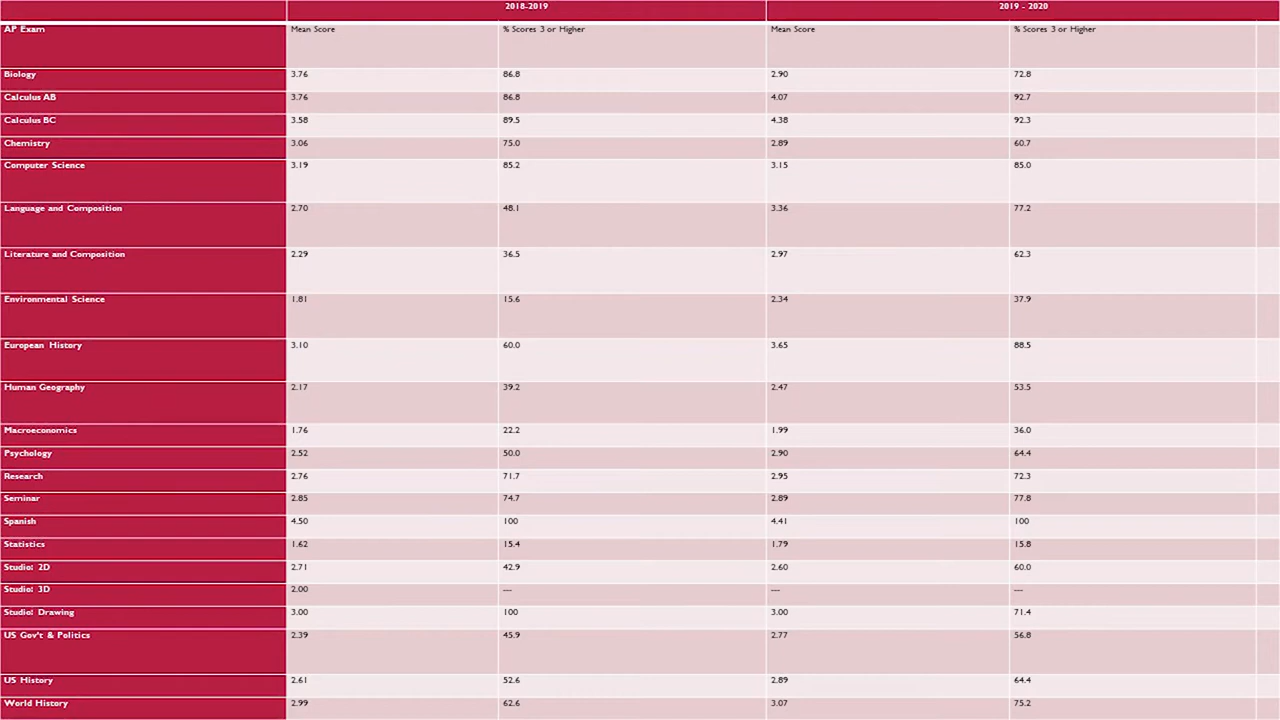 2018-2019 2019 - 2020
AP Exam Mean Score % Scores 3 or Higher Mean Score % Scores 3 or Higher
Biology 3.76 86.8 2.90 72.8
Calculus AB 3.76 86.8 4.07 92.7
Calculus BC 3.58 89.5 4.38 92.3
Chemistry 3.06 75.0 2.89 60.7
Computer Science 3.19 85.2 3.15 85.0
Language and Composition 2.70 48.1 3.36 77.2
Literature and Composition 2.29 36.5 2.97 62.3
Environmental Science 1.81 15.6 2.34 37.9
European History 3.10 60.0 3.65 88.5
Human Geography 2.17 39.2 2.47 53.5
Macroeconomics 1.76 22.2 1.99 36.0
Psychology 2.52 50.0 2.90 64.4
Research 2.76 71.7 2.95 72.3
Seminar 2.85 74.7 2.89 77.8
Spanish 4.50 100 4.41 100
Statistics 1.62 15.4 1.79 15.8
Studio: 2D 2.71 42.9 2.60 60.0
Studio: 3D 2.00 --- --- ---
Studio: Drawing 3.00 100 3.00 71.4
US Gov't & Politics 2.39 45.9 2.77 56.8
US History 2.61 52.6 2.89 64.4
World History 2.99 62.6 3.07 75.2